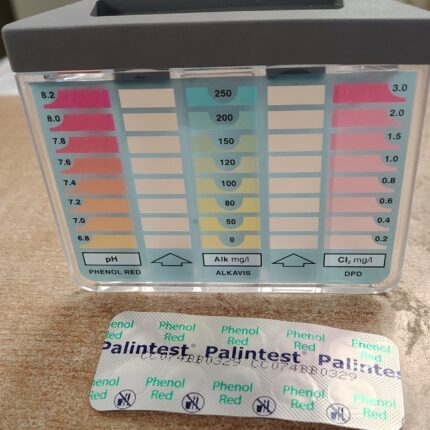 8.2 250 3.0
8.0 200 2.0
7.8 150 1.5
7.6 120 1.0
7.4 100 0.8
7.2 80 0.6
7.0 50 0.4
6.8 0 0.2
pH Alk mg/l Cl₂ mg/l
PHENOL RED ALKAVIS DPD
Phenol Phenol Phenol
Red Red Red
Palintest® Palintest® Palintes
CC074BB0329 CC074BB0329
Phenol Phenol Phenol
Red Red Red